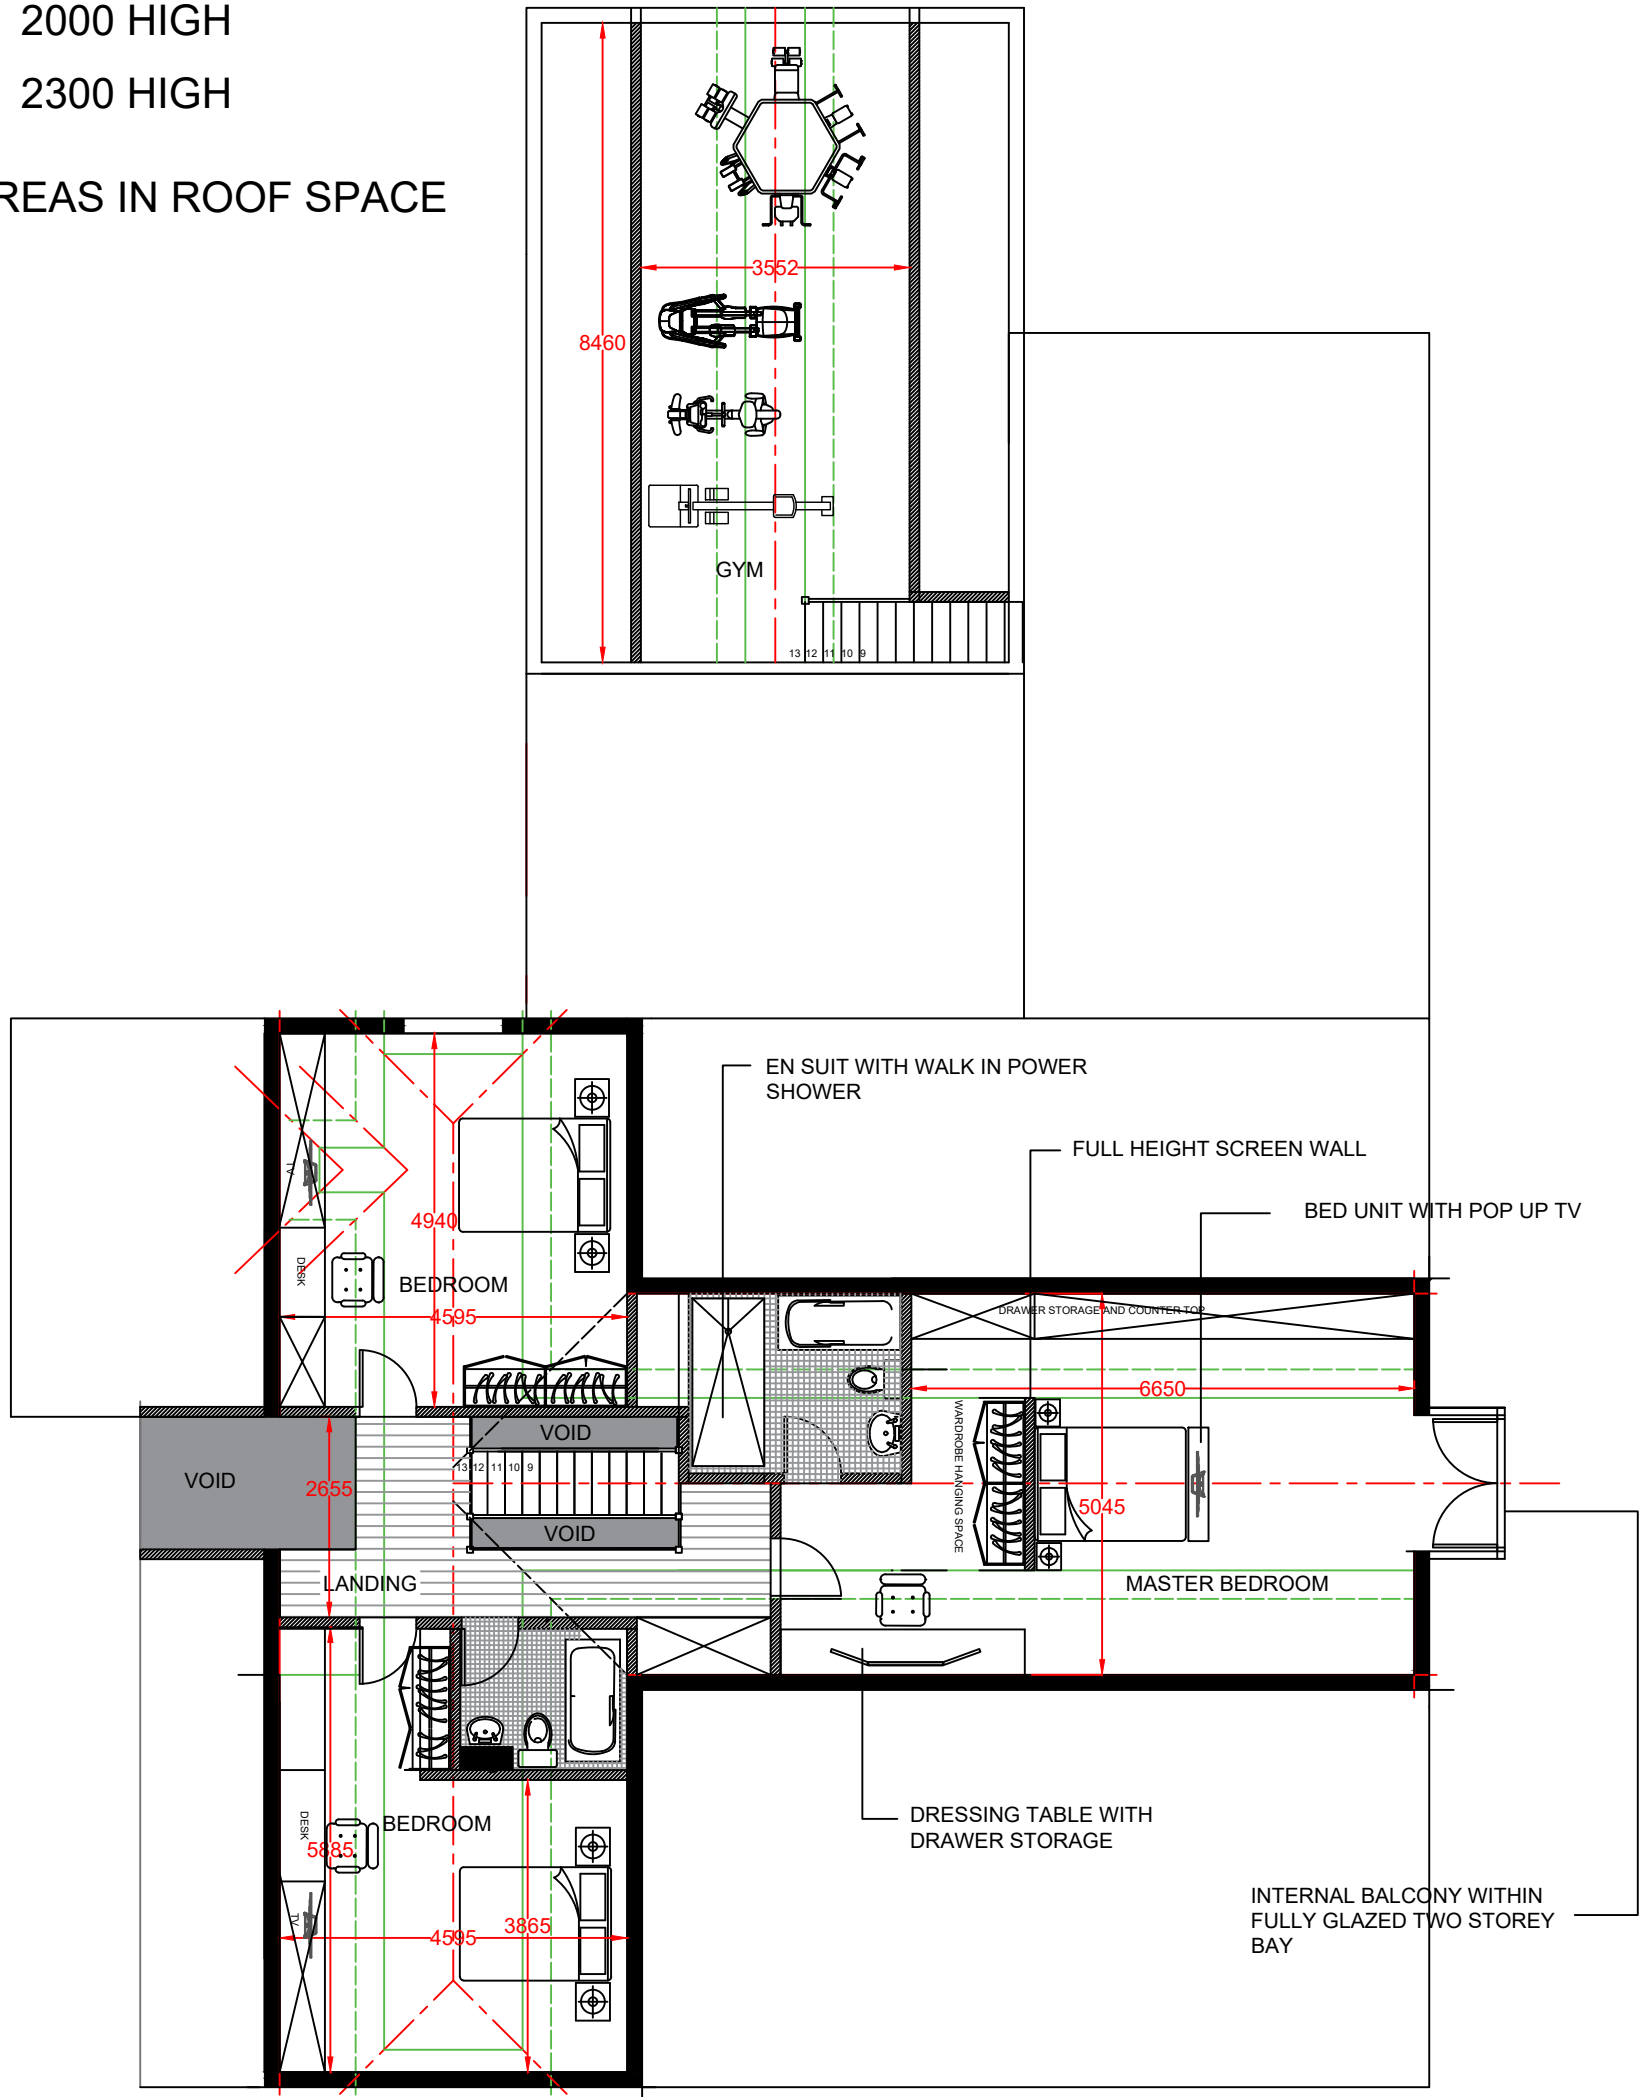 2000 HIGH
2300 HIGH
REAS IN ROOF SPACE
3552
8460
GYM
13 12 11 10 9
EN SUIT WITH WALK IN POWER
SHOWER
FULL HEIGHT SCREEN WALL
BED UNIT WITH POP UP TV
TV
4940
DESK
BEDROOM
4595
DRAWER STORAGE AND COUNTER TOP
6650
WARDROBE HANGING SPACE
VOID
VOID
13 12 11 10 9
2655
5045
VOID
LANDING
MASTER BEDROOM
DESK
BEDROOM
5885
DRESSING TABLE WITH
DRAWER STORAGE
TV
4595
3865
INTERNAL BALCONY WITHIN
FULLY GLAZED TWO STOREY
BAY